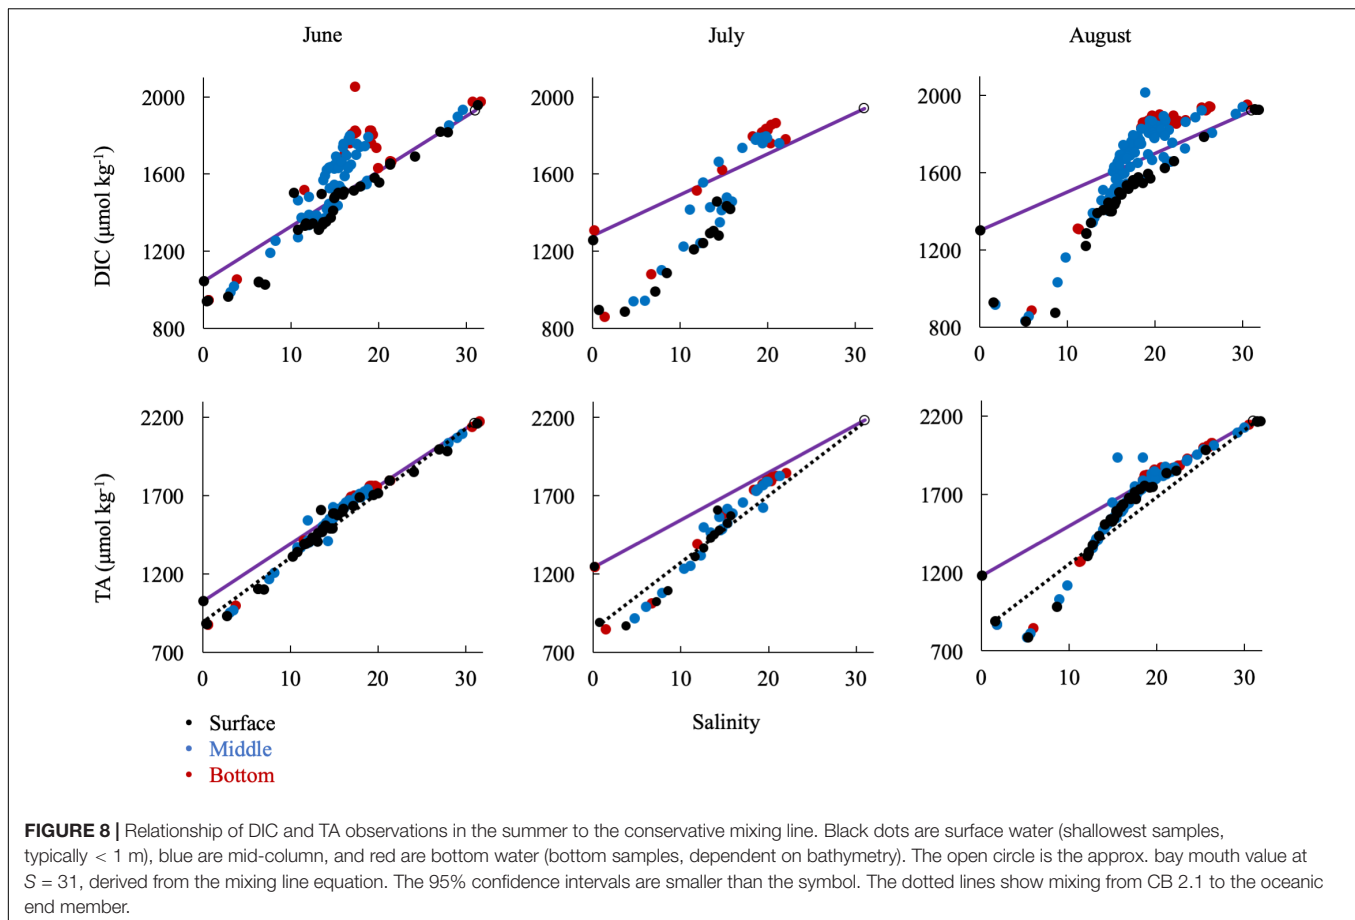 June
July
August
DIC (μmol kg⁻¹)
2000
1600
1200
800
0 10 20 30
2000
1600
1200
800
0 10 20 30
2000
1600
1200
800
0 10 20 30
TA (μmol kg⁻¹)
2200
1700
1200
700
0 10 20 30
2200
1700
1200
700
0 10 20 30
2200
1700
1200
700
0 10 20 30
Salinity
Surface
Middle
Bottom
FIGURE 8 | Relationship of DIC and TA observations in the summer to the conservative mixing line. Black dots are surface water (shallowest samples,
typically < 1 m), blue are mid-column, and red are bottom water (bottom samples, dependent on bathymetry). The open circle is the approx. bay mouth value at
S = 31, derived from the mixing line equation. The 95% confidence intervals are smaller than the symbol. The dotted lines show mixing from CB 2.1 to the oceanic
end member.